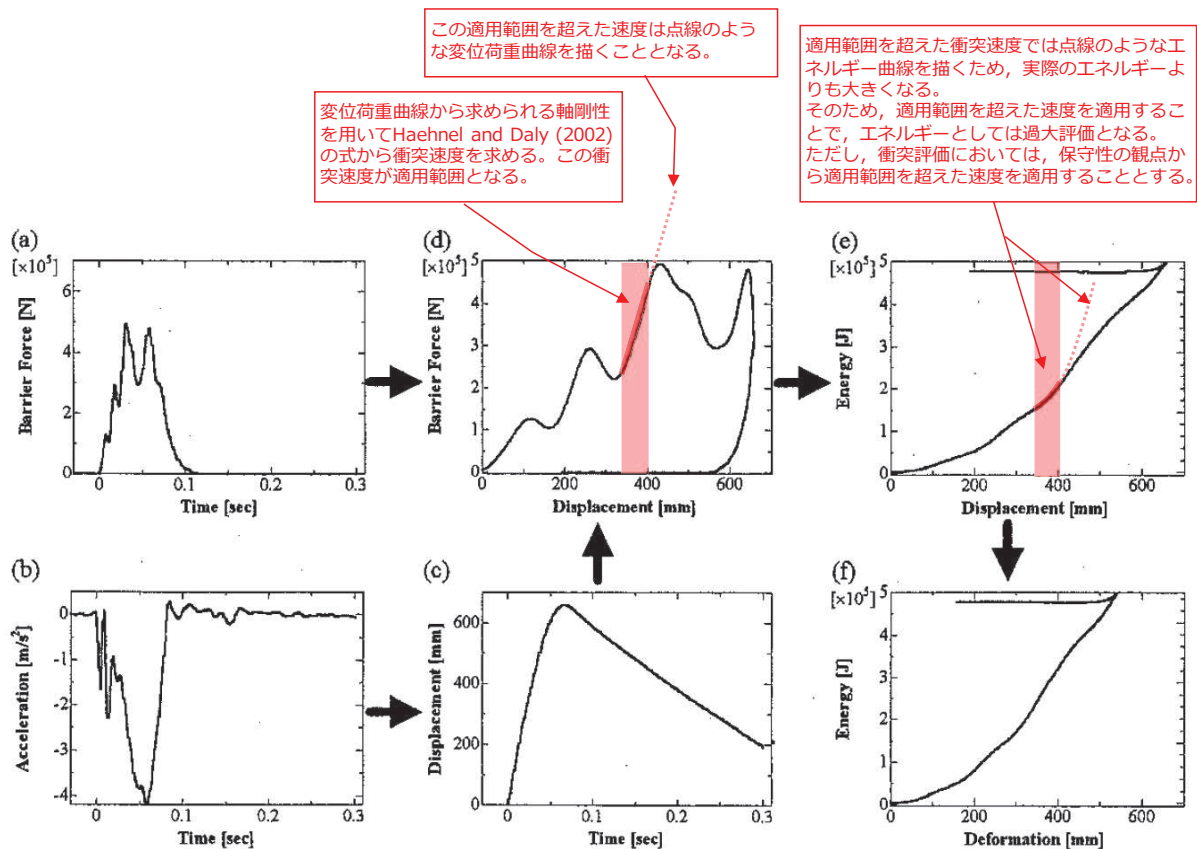 この適用範囲を超えた速度は点線のよう
な変位荷重曲線を描くこととなる。
適用範囲を超えた衝突速度では点線のようなエ
ネルギー曲線を描くため，実際のエネルギーよ
りも大きくなる。
そのため，適用範囲を超えた速度を適用するこ
とで，エネルギーとしては過大評価となる。
ただし，衝突評価においては，保守性の観点か
ら適用範囲を超えた速度を適用することとする。
変位荷重曲線から求められる軸剛性
を用いてHaehnel and Daly (2002)
の式から衝突速度を求める。この衝
突速度が適用範囲となる。
(a)
[×10⁵]
6
4
2
0
Barrier Force [N]
0 0.1 0.2 0.3
Time [sec]
(d)
[×10⁵]
5
4
3
2
1
0
Barrier Force [N]
0 200 400 600
Displacement [mm]
(e)
[×10⁵]
5
4
3
2
1
0
Energy [J]
0 200 400 600
Displacement [mm]
(b)
0
-1
-2
-3
-4
Acceleration [m/s²]
0 0.1 0.2 0.3
Time [sec]
(c)
600
400
200
0
Displacement [mm]
0 0.1 0.2 0.3
Time [sec]
(f)
[×10⁵]
5
4
3
2
1
0
Energy [J]
0 200 400 600
Deformation [mm]